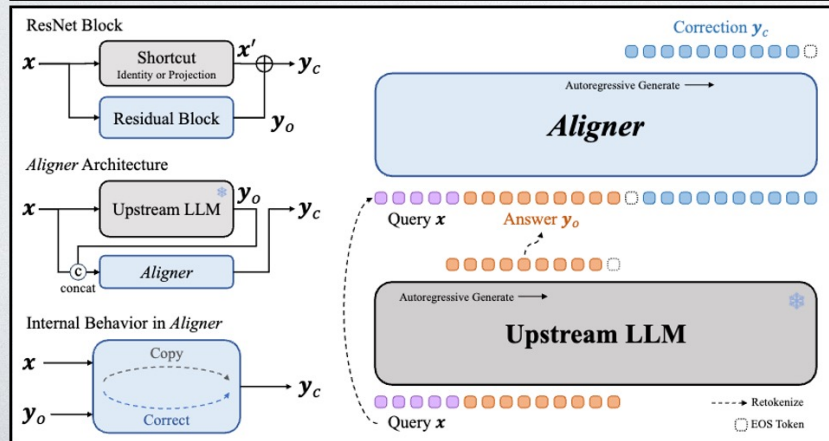 ResNet Block
x
Shortcut
Identity or Projection
x′
y_c
Residual Block
y_o
Aligner Architecture
x
Upstream LLM
y_o
y_c
c
concat
Aligner
Internal Behavior in Aligner
x
Copy
y_c
y_o
Correct
Correction y_c
Autoregressive Generate
Aligner
Query x
Answer y_o
Autoregressive Generate
Upstream LLM
Query x
Retokenize
EOS Token